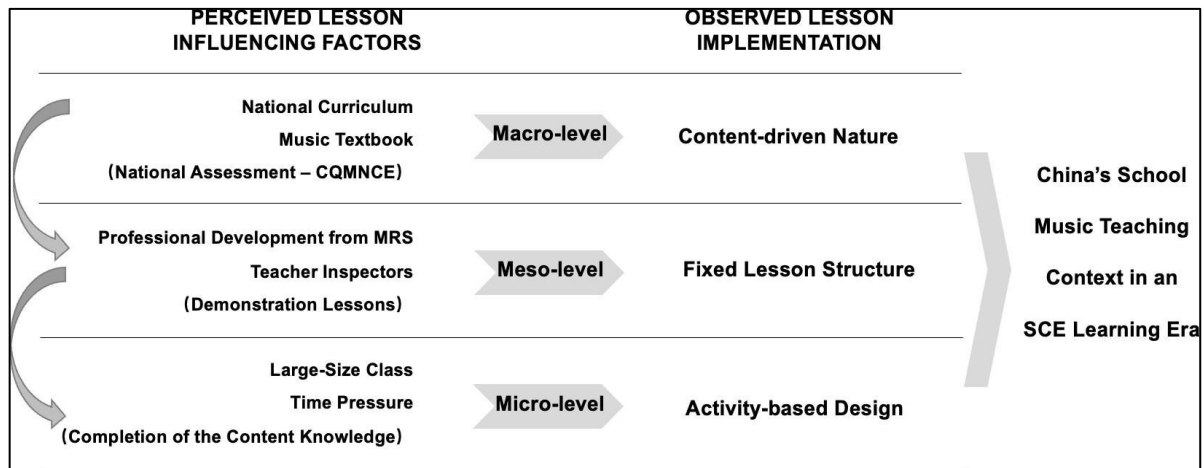 PERCEIVED LESSON
INFLUENCING FACTORS
OBSERVED LESSON
IMPLEMENTATION
National Curriculum
Music Textbook
(National Assessment – CQMNCE)
Macro-level
Content-driven Nature
Professional Development from MRS
Teacher Inspectors
(Demonstration Lessons)
Meso-level
Fixed Lesson Structure
Large-Size Class
Time Pressure
(Completion of the Content Knowledge)
Micro-level
Activity-based Design
China’s School
Music Teaching
Context in an
SCE Learning Era